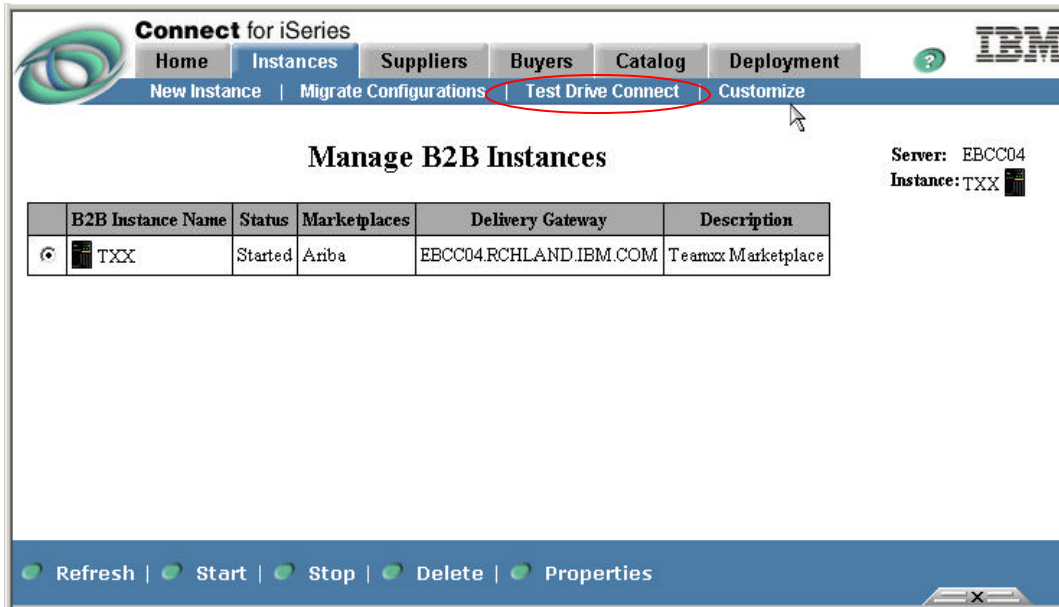 Connect for iSeries
Home Instances Suppliers Buyers Catalog Deployment ? IBM
New Instance | Migrate Configurations | Test Drive Connect | Customize
Manage B2B Instances
Server: EBCC04
Instance: TXX
B2B Instance Name Status Marketplaces Delivery Gateway Description
TXX Started Ariba EBCC04.RCHLAND.IBM.COM Teamxx Marketplace
Refresh | Start | Stop | Delete | Properties
X